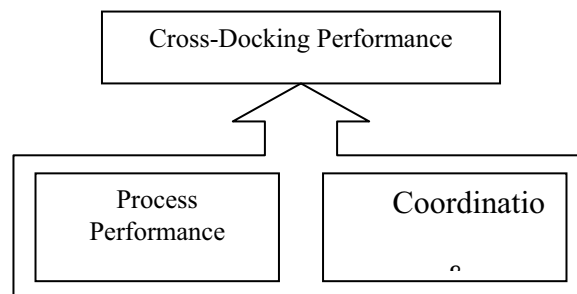 Cross-Docking Performance
Process
Performance
Coordinatio